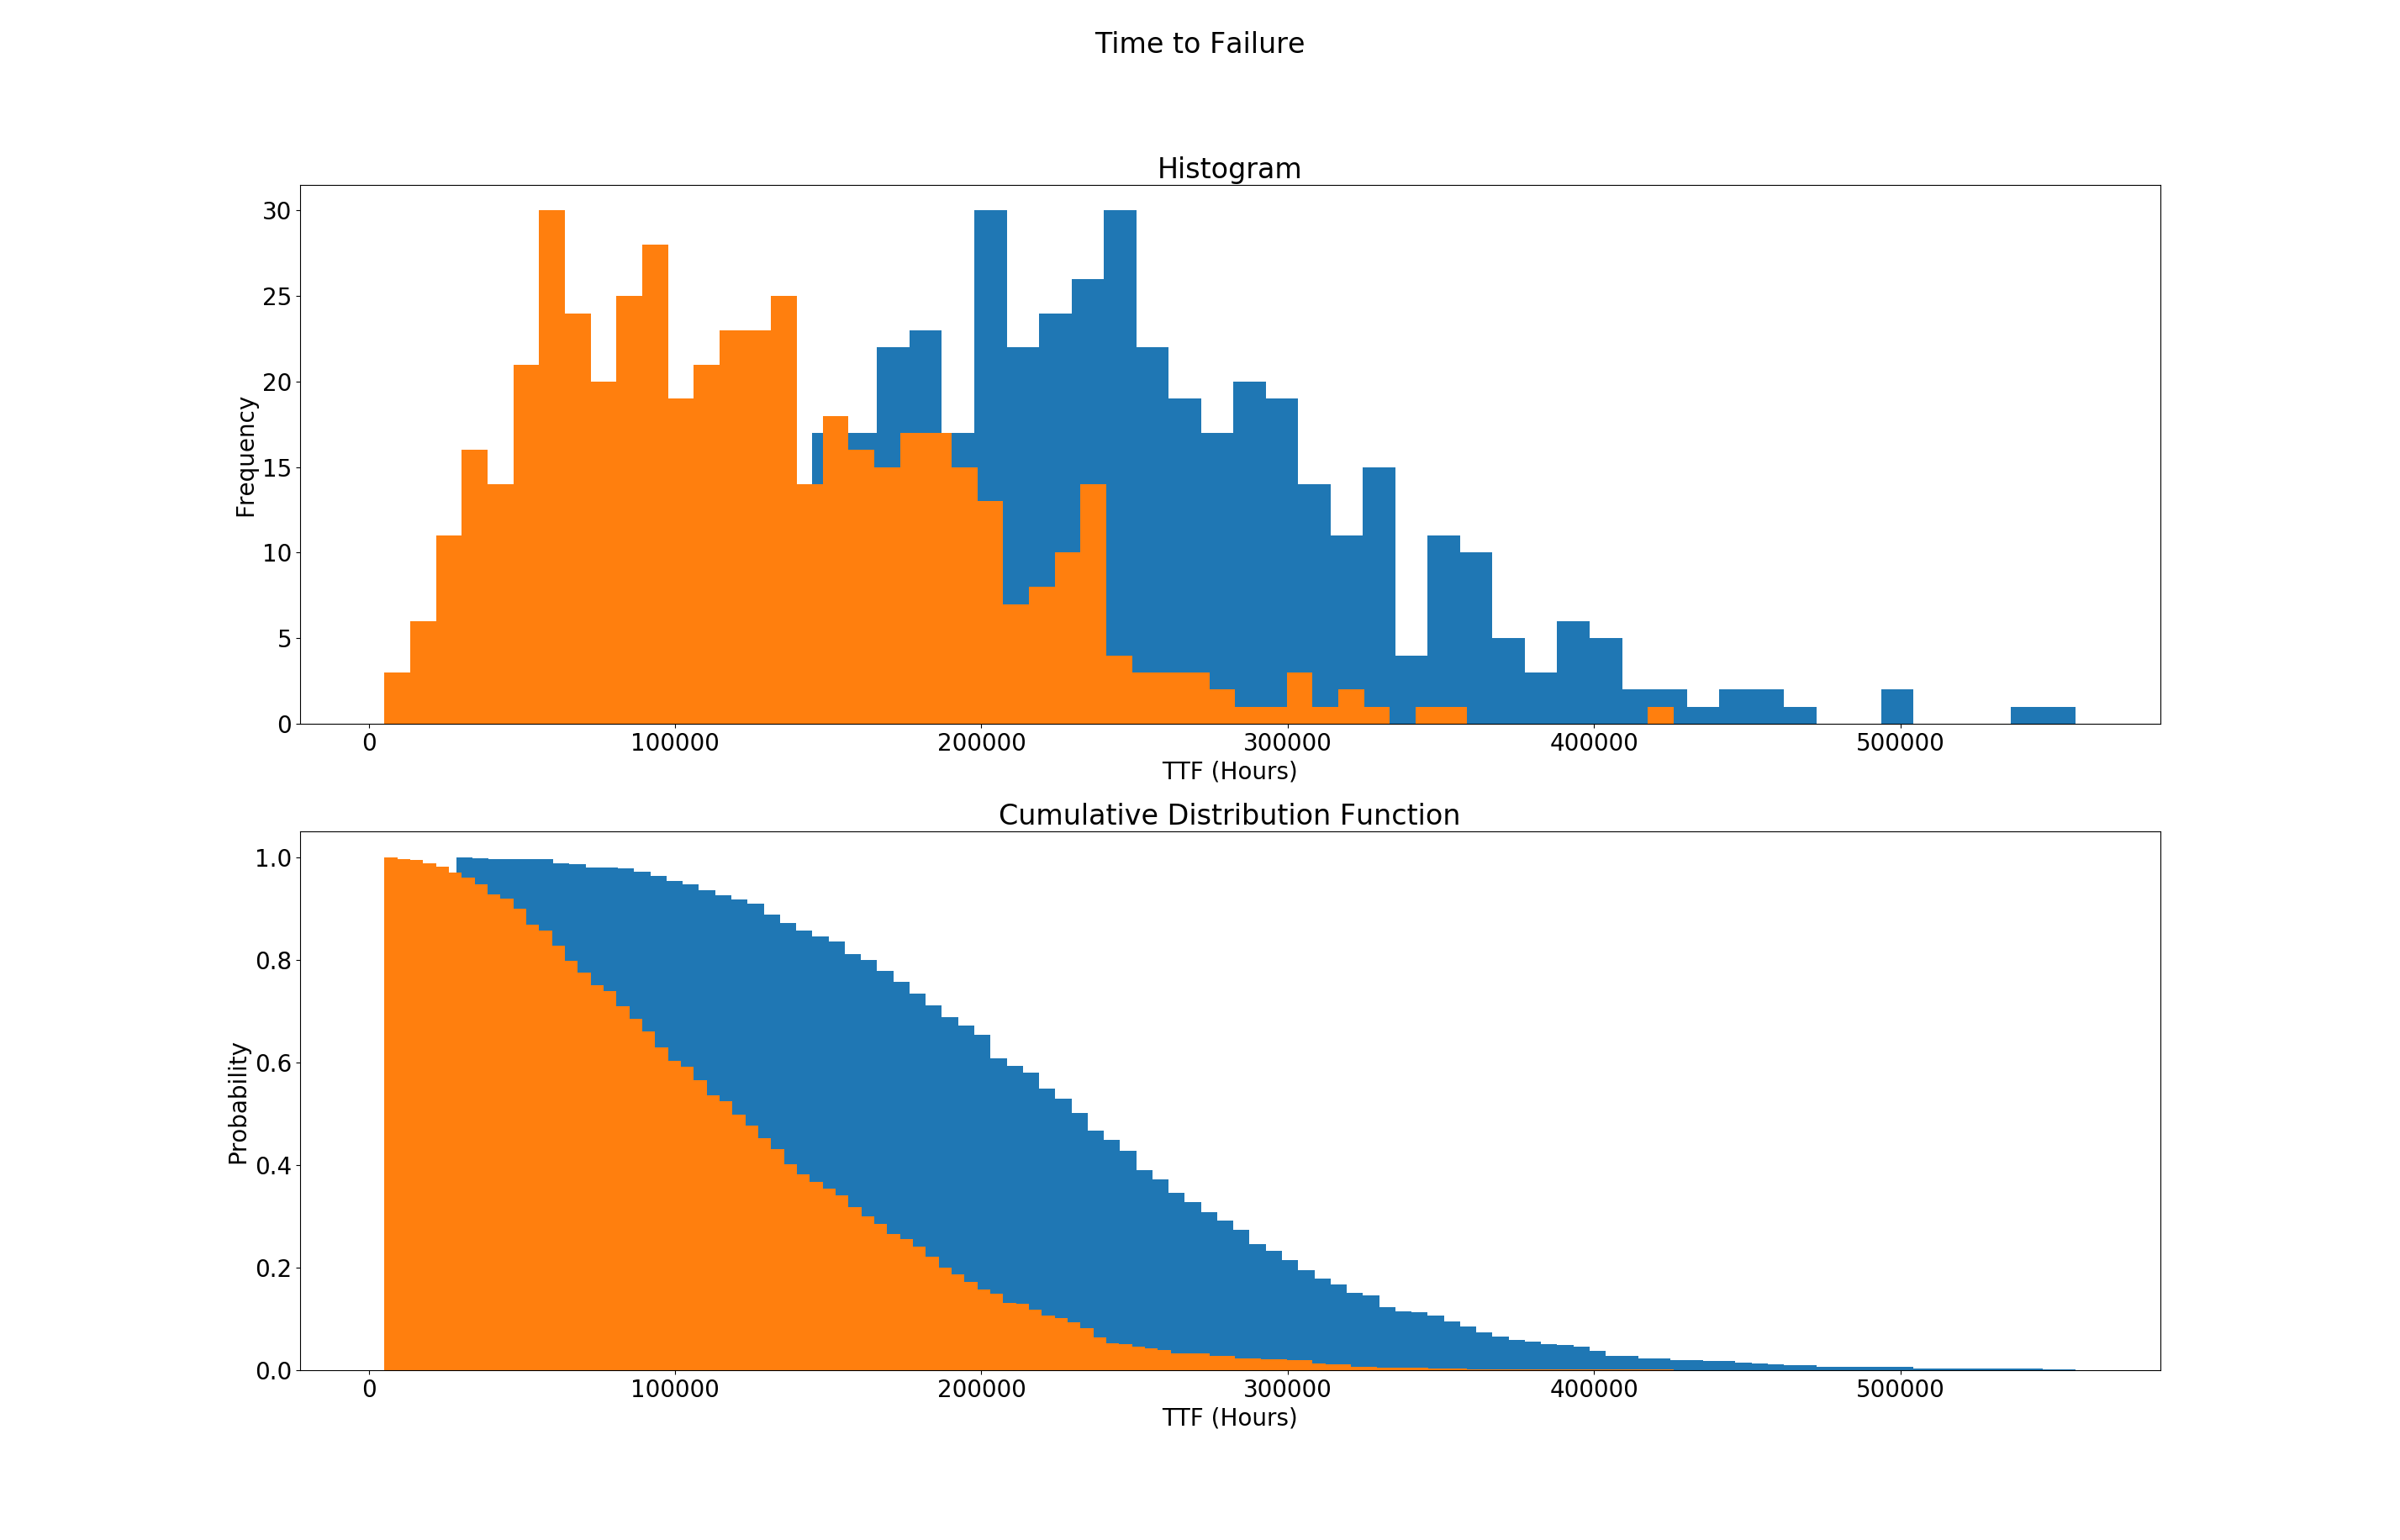 Time to Failure
Histogram
Frequency
30
25
20
15
10
5
0
0 100000 200000 300000 400000 500000
TTF (Hours)
Cumulative Distribution Function
Probability
1.0
0.8
0.6
0.4
0.2
0.0
0 100000 200000 300000 400000 500000
TTF (Hours)